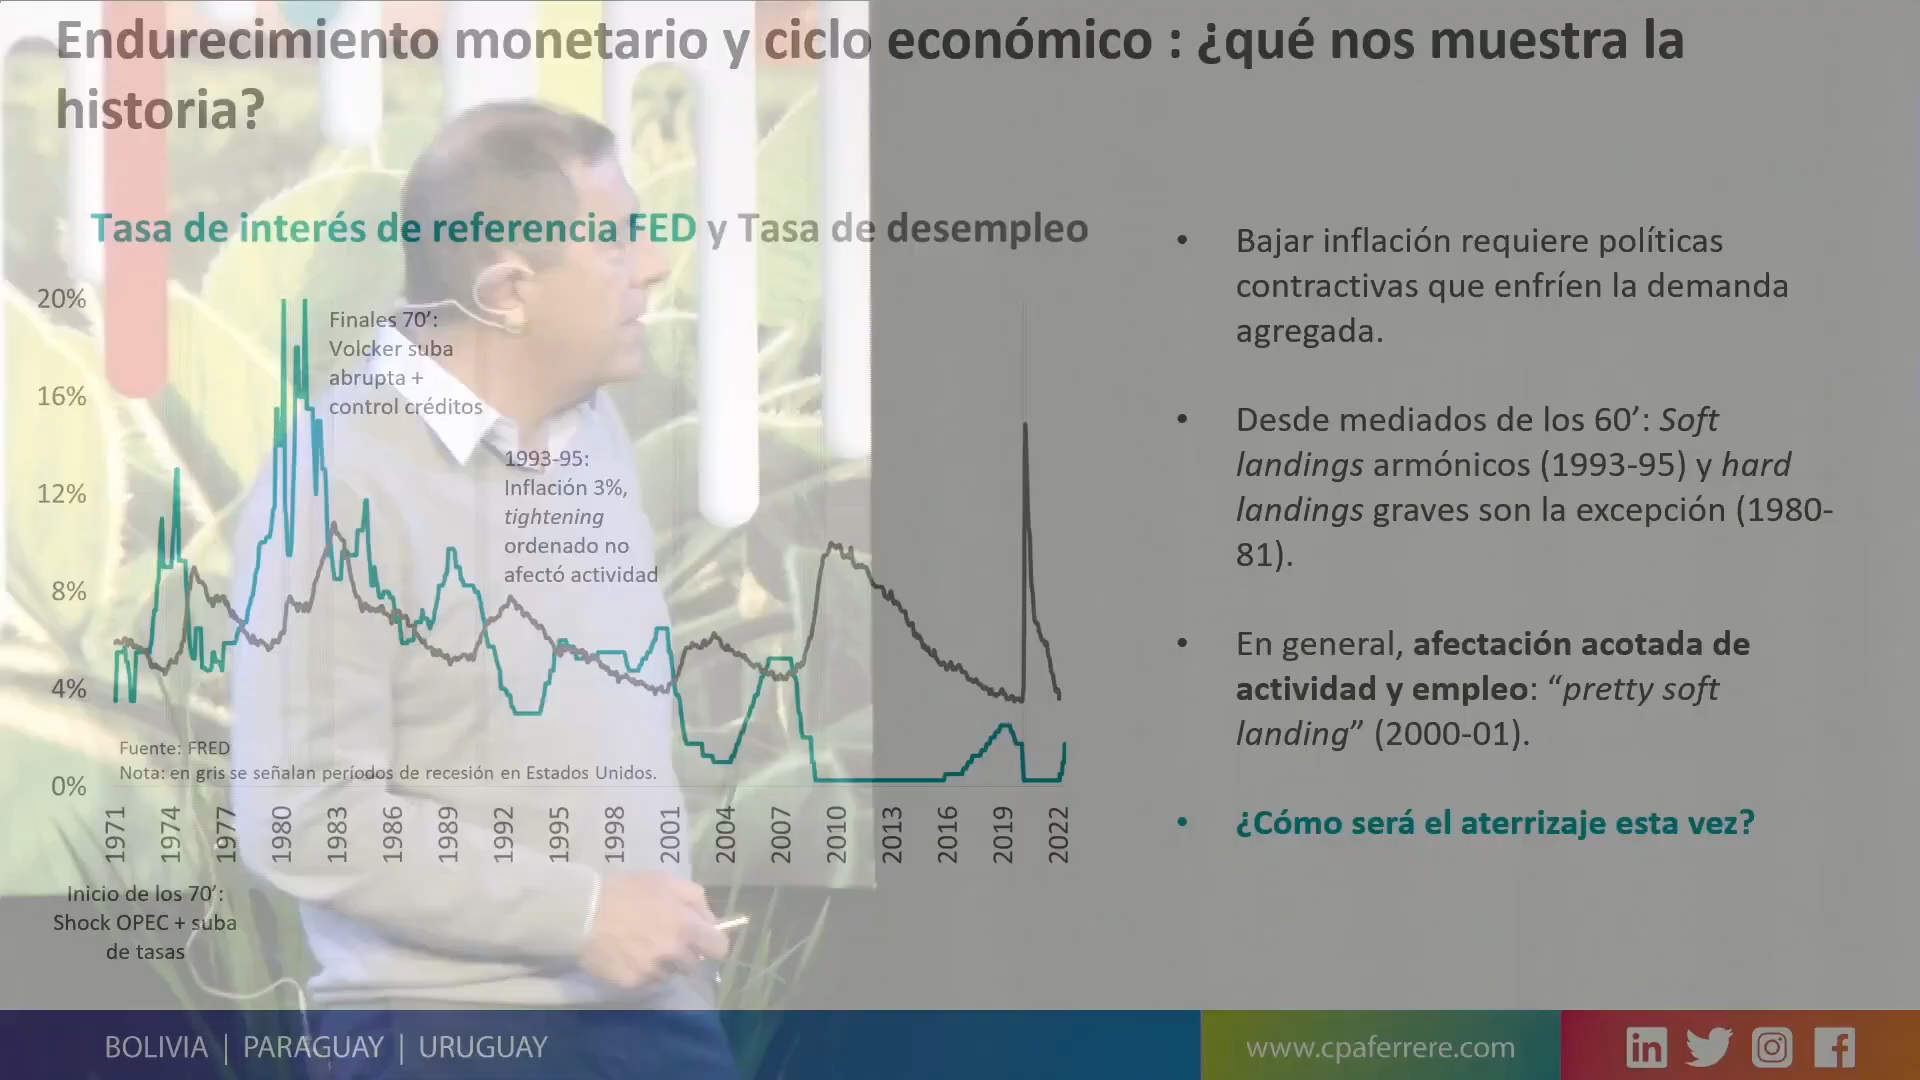 Endurecimiento monetario y ciclo económico : ¿qué nos muestra la
historia?
Tasa de interés de referencia FED y Tasa de desempleo
20%
16%
12%
8%
4%
0%
Finales 70’:
Volcker suba
abrupta +
control créditos
1993-95:
Inflación 3%,
tightening
ordenado no
afectó actividad
Fuente: FRED
Nota: en gris se señalan períodos de recesión en Estados Unidos.
1971
1974
1977
1980
1983
1986
1989
1992
1995
1998
2001
2004
2007
2010
2013
2016
2019
2022
Inicio de los 70’:
Shock OPEC + suba
de tasas
• Bajar inflación requiere políticas
contractivas que enfríen la demanda
agregada.
• Desde mediados de los 60’: Soft
landings armónicos (1993-95) y hard
landings graves son la excepción (1980-
81).
• En general, afectación acotada de
actividad y empleo: “pretty soft
landing” (2000-01).
• ¿Cómo será el aterrizaje esta vez?
BOLIVIA | PARAGUAY | URUGUAY
www.cpaferrere.com